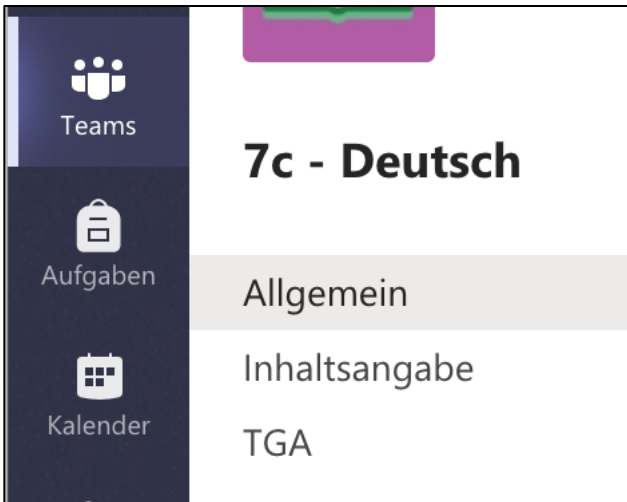 Teams
Aufgaben
Kalender
7c - Deutsch
Allgemein
Inhaltsangabe
TGA